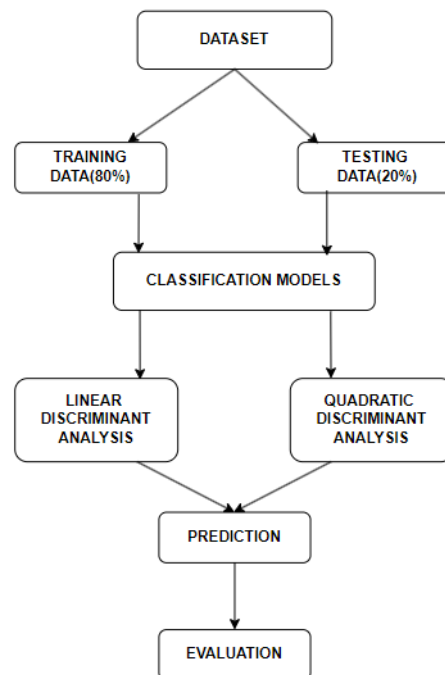 DATASET
TRAINING
DATA(80%)
TESTING
DATA(20%)
CLASSIFICATION MODELS
LINEAR
DISCRIMINANT
ANALYSIS
QUADRATIC
DISCRIMINANT
ANALYSIS
PREDICTION
EVALUATION